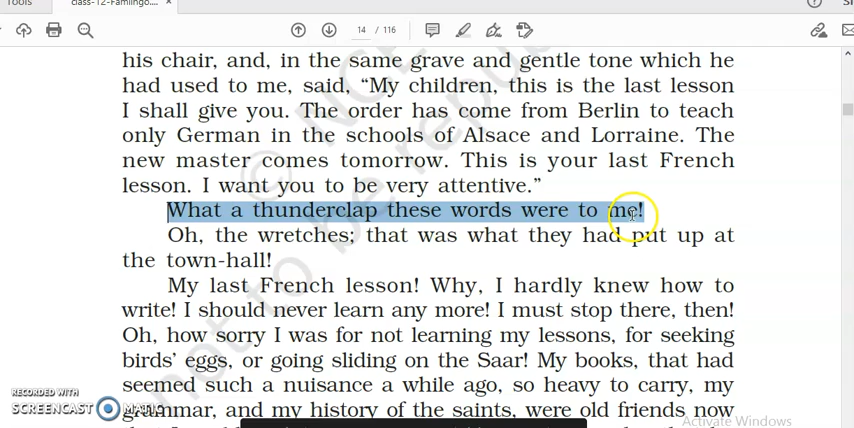 Tools
class-12-Famlingo....
14 / 116
his chair, and, in the same grave and gentle tone which he
had used to me, said, “My children, this is the last lesson
I shall give you. The order has come from Berlin to teach
only German in the schools of Alsace and Lorraine. The
new master comes tomorrow. This is your last French
lesson. I want you to be very attentive.”
What a thunderclap these words were to me!
Oh, the wretches; that was what they had put up at
the town-hall!
My last French lesson! Why, I hardly knew how to
write! I should never learn any more! I must stop there, then!
Oh, how sorry I was for not learning my lessons, for seeking
birds’ eggs, or going sliding on the Saar! My books, that had
seemed such a nuisance a while ago, so heavy to carry, my
grammar, and my history of the saints, were old friends now
RECORDED WITH
SCREENCAST MATIC
Activate Windows
© NCE
not to be repu